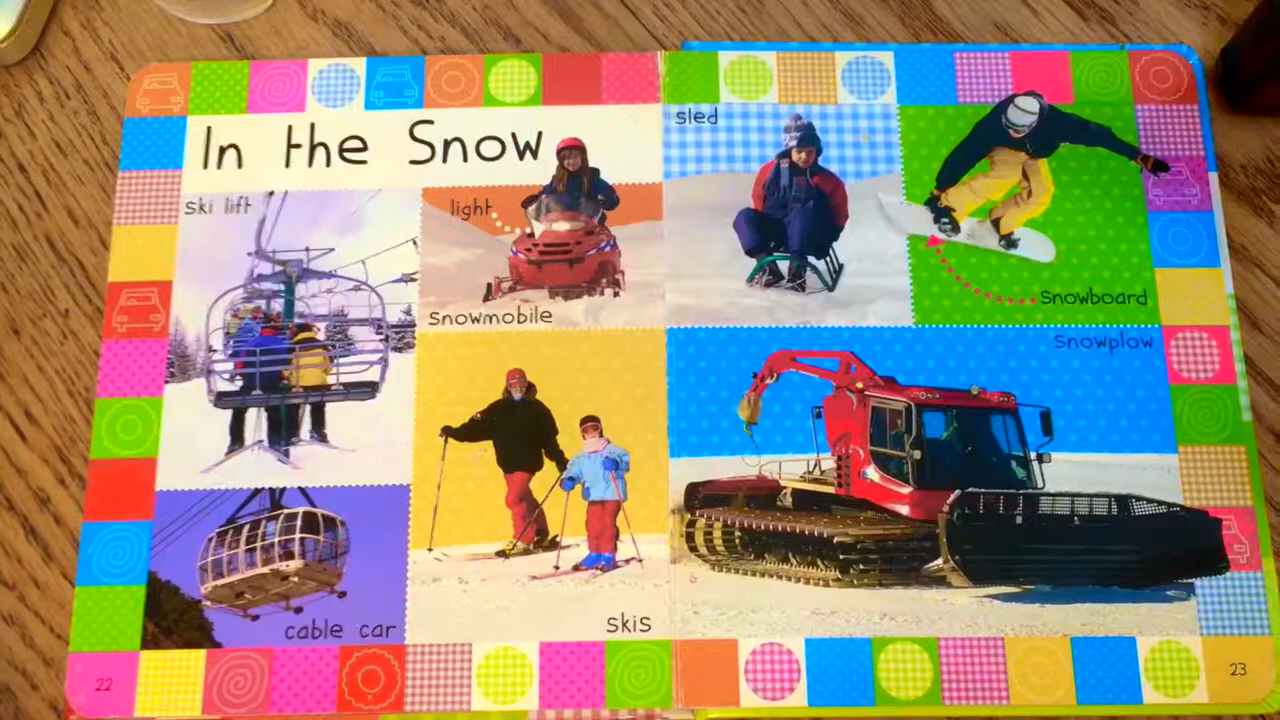 In the Snow
ski lift
light
snowmobile
cable car
skis
22
sled
snowboard
snowplow
23